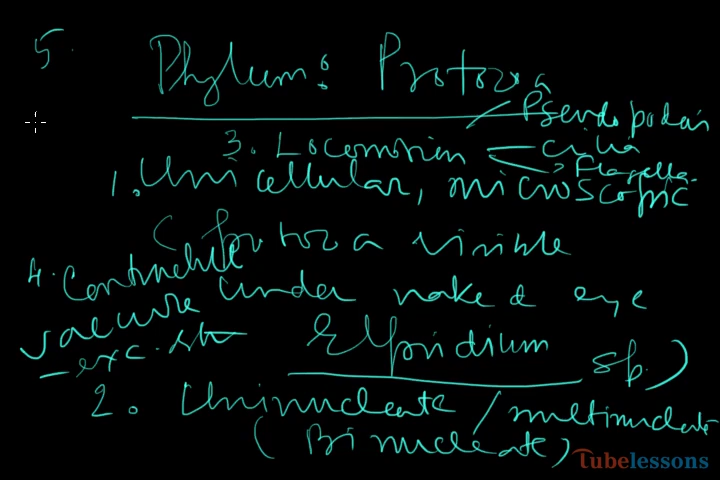 5.
Phylum: Protozoa
Pseudopodia
3. Locomotion
Cilia
Flagella
1. Unicellular, microscopic
(Protozoa visible
4. Contractile
under naked eye
vacuole
exc.
Elpnidium sp.)
2. Uninucleate / multinucleate
(Binucleate)
Tubelessons